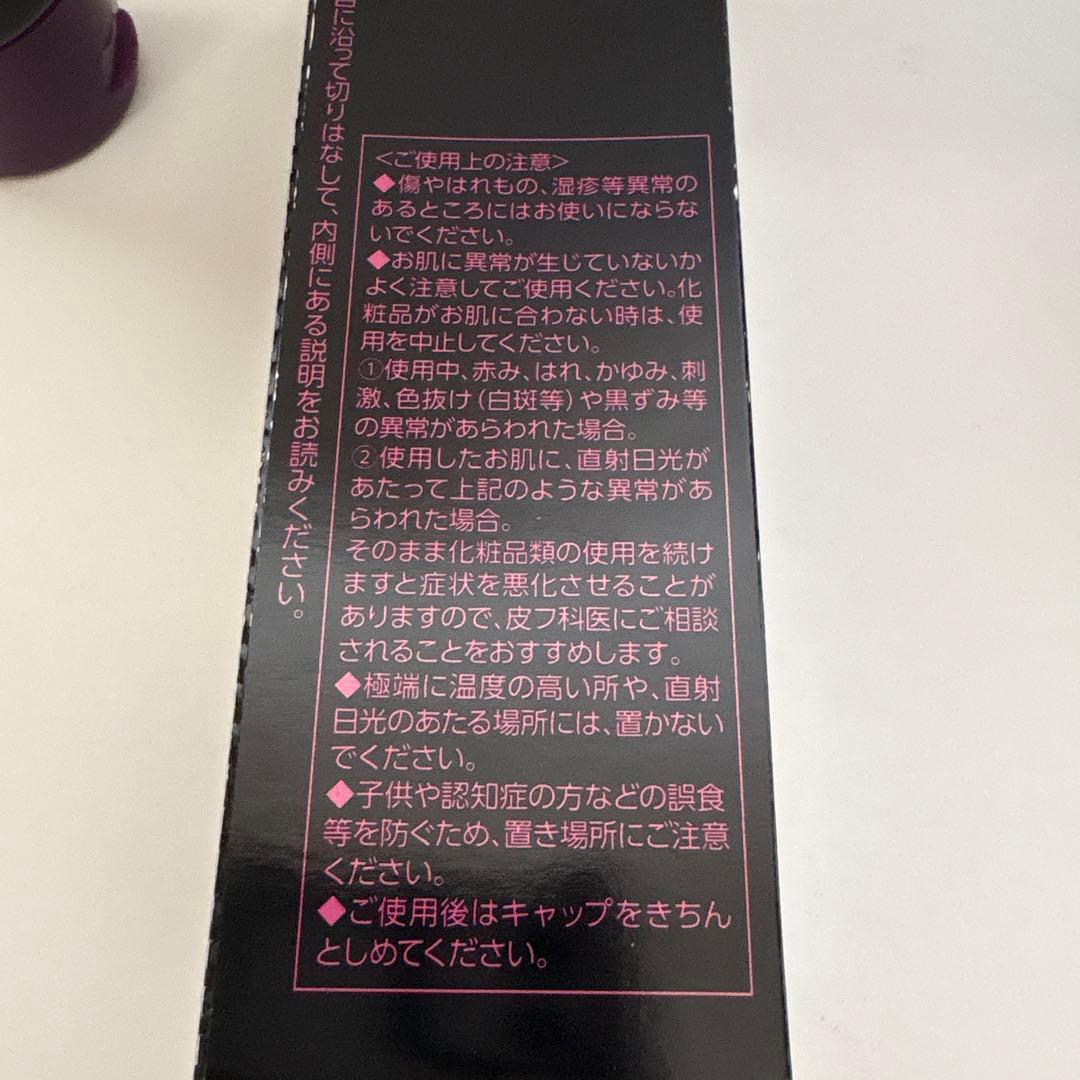 に沿って切りはなして、内側にある説明をお読みください。
＜ご使用上の注意＞
◆傷やはれもの、湿疹等異常の
あるところにはお使いにならな
いでください。
◆お肌に異常が生じていないか
よく注意してご使用ください。化
粧品がお肌に合わない時は、使
用を中止してください。
①使用中、赤み、はれ、かゆみ、刺
激、色抜け（白斑等）や黒ずみ等
の異常があらわれた場合。
②使用したお肌に、直射日光が
あたって上記のような異常があ
らわれた場合。
そのまま化粧品類の使用を続け
ますと症状を悪化させることが
ありますので、皮フ科医にご相談
されることをおすすめします。
◆極端に温度の高い所や、直射
日光のあたる場所には、置かない
でください。
◆子供や認知症の方などの誤食
等を防ぐため、置き場所にご注意
ください。
◆ご使用後はキャップをきちん
としめてください。